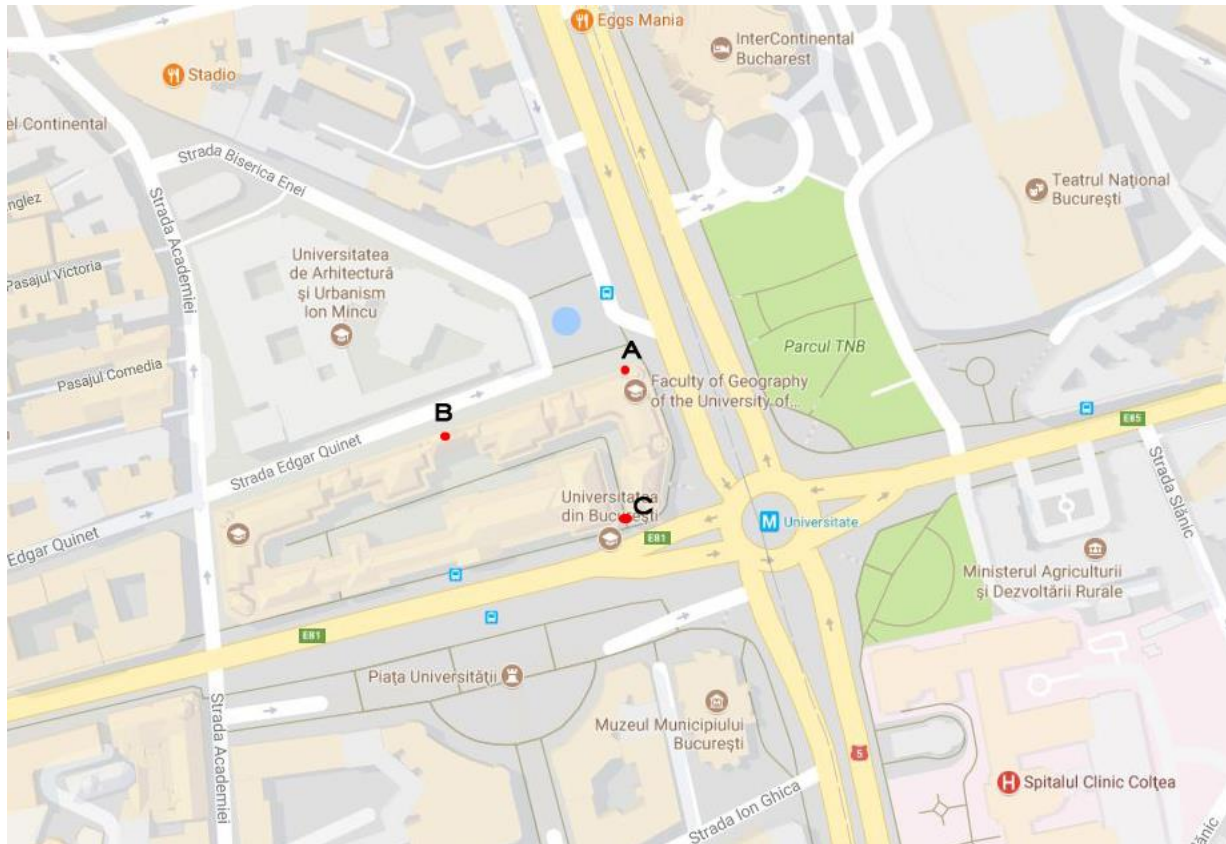 Eggs Mania
InterContinental
Bucharest
Stadio
el Continental
Strada Biserica Enei
Teatrul Național
București
nglez
Strada Academiei
Universitatea
de Arhitectură
și Urbanism
Ion Mincu
Pasajul Victoria
Parcul TNB
A
Pasajul Comedia
Faculty of Geography
of the University of...
B
E85
Strada Edgar Quinet
Strada Slănic
Universitatea
din București
C
M Universitate
E81
Edgar Quinet
Ministerul Agriculturii
și Dezvoltării Rurale
E81
Piața Universității
Strada Academiei
Muzeul Municipiului
București
5
H Spitalul Clinic Colțea
Strada Ion Ghica
Slănic